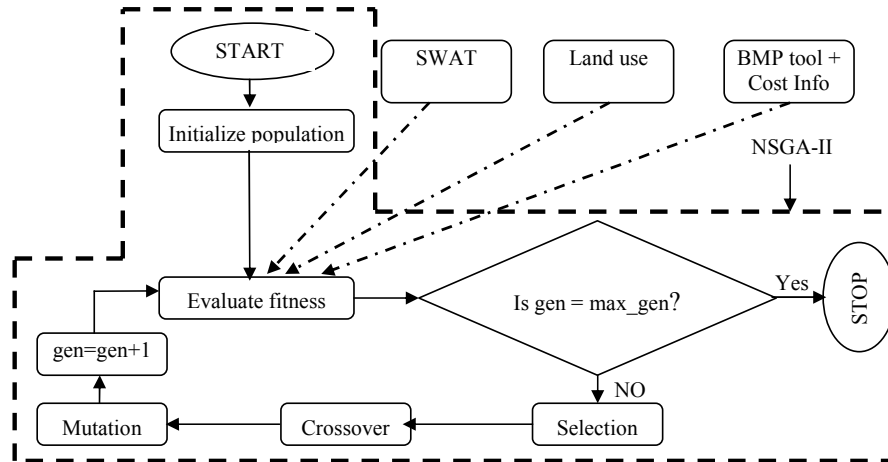 START
SWAT
Land use
BMP tool +
Cost Info
Initialize population
NSGA-II
Evaluate fitness
Is gen = max_gen?
Yes
STOP
gen=gen+1
NO
Mutation
Crossover
Selection